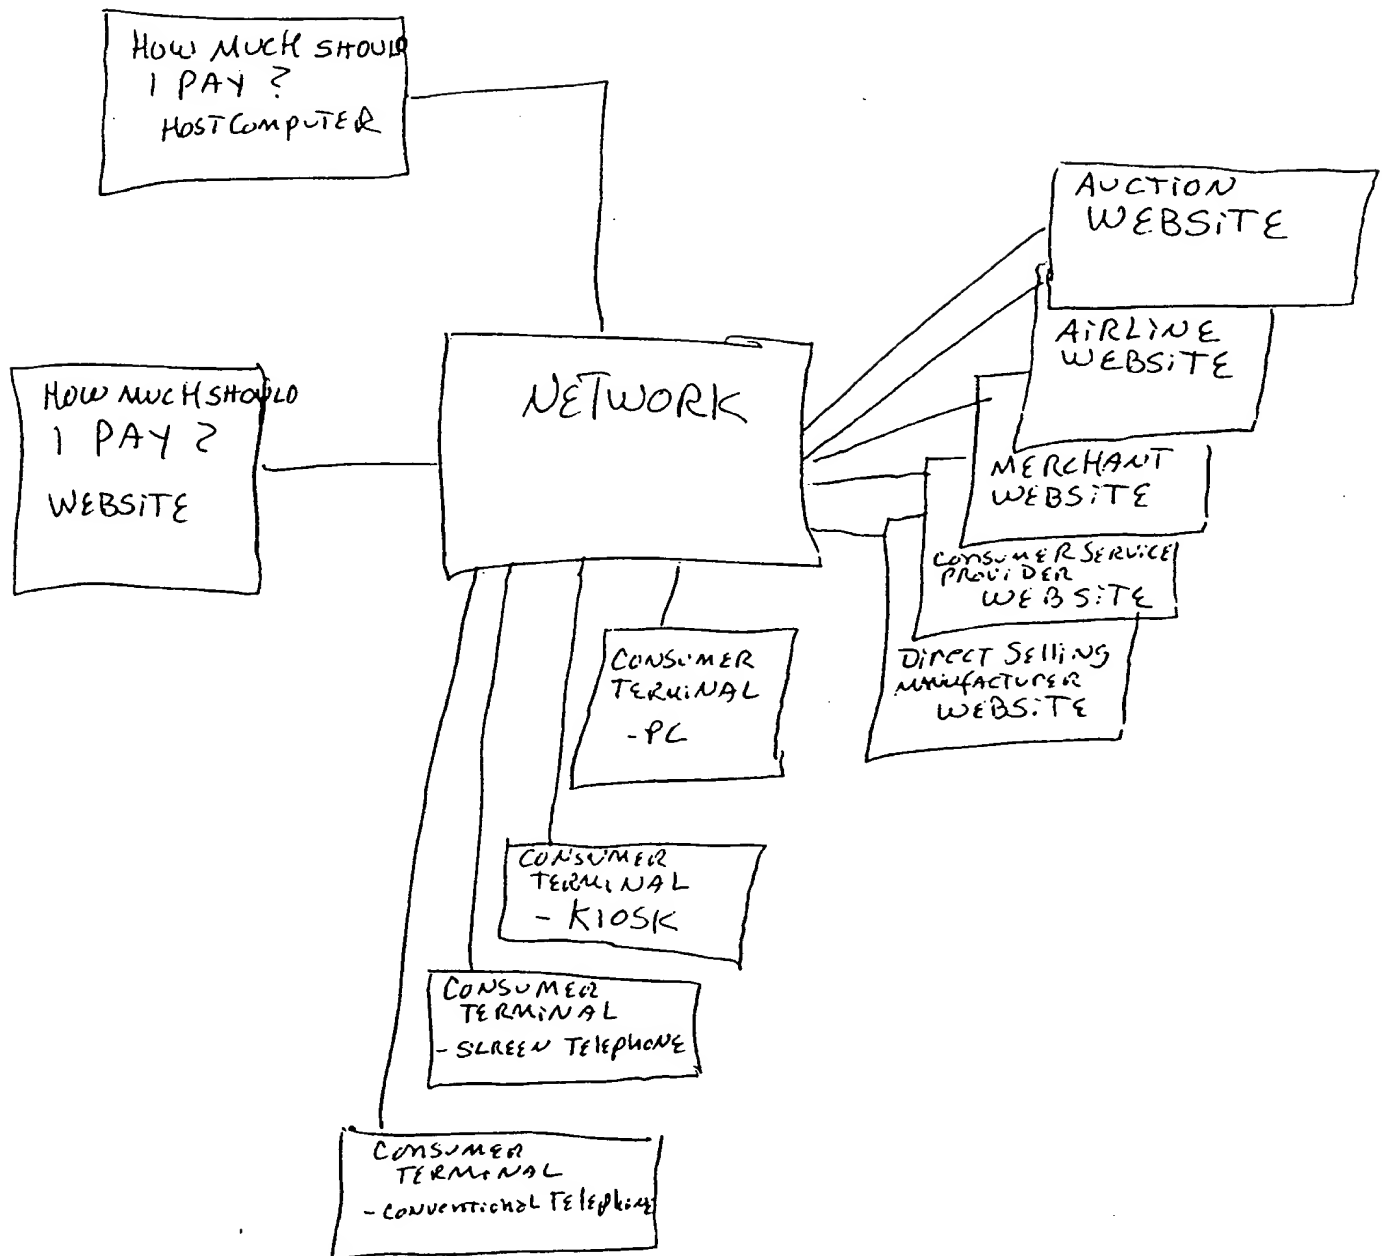 HOW MUCH SHOULD
I PAY ?
HOST COMPUTER
AUCTION
WEBSITE
AIRLINE
WEBSITE
HOW MUCH SHOULD
I PAY ?
WEBSITE
NETWORK
MERCHANT
WEBSITE
CONSUMER SERVICE
PROVIDER
WEBSITE
DIRECT SELLING
MANUFACTURER
WEBSITE
CONSUMER
TERMINAL
- PC
CONSUMER
TERMINAL
- KIOSK
CONSUMER
TERMINAL
- SCREEN TELEPHONE
CONSUMER
TERMINAL
- CONVENTIONAL TELEPHONE